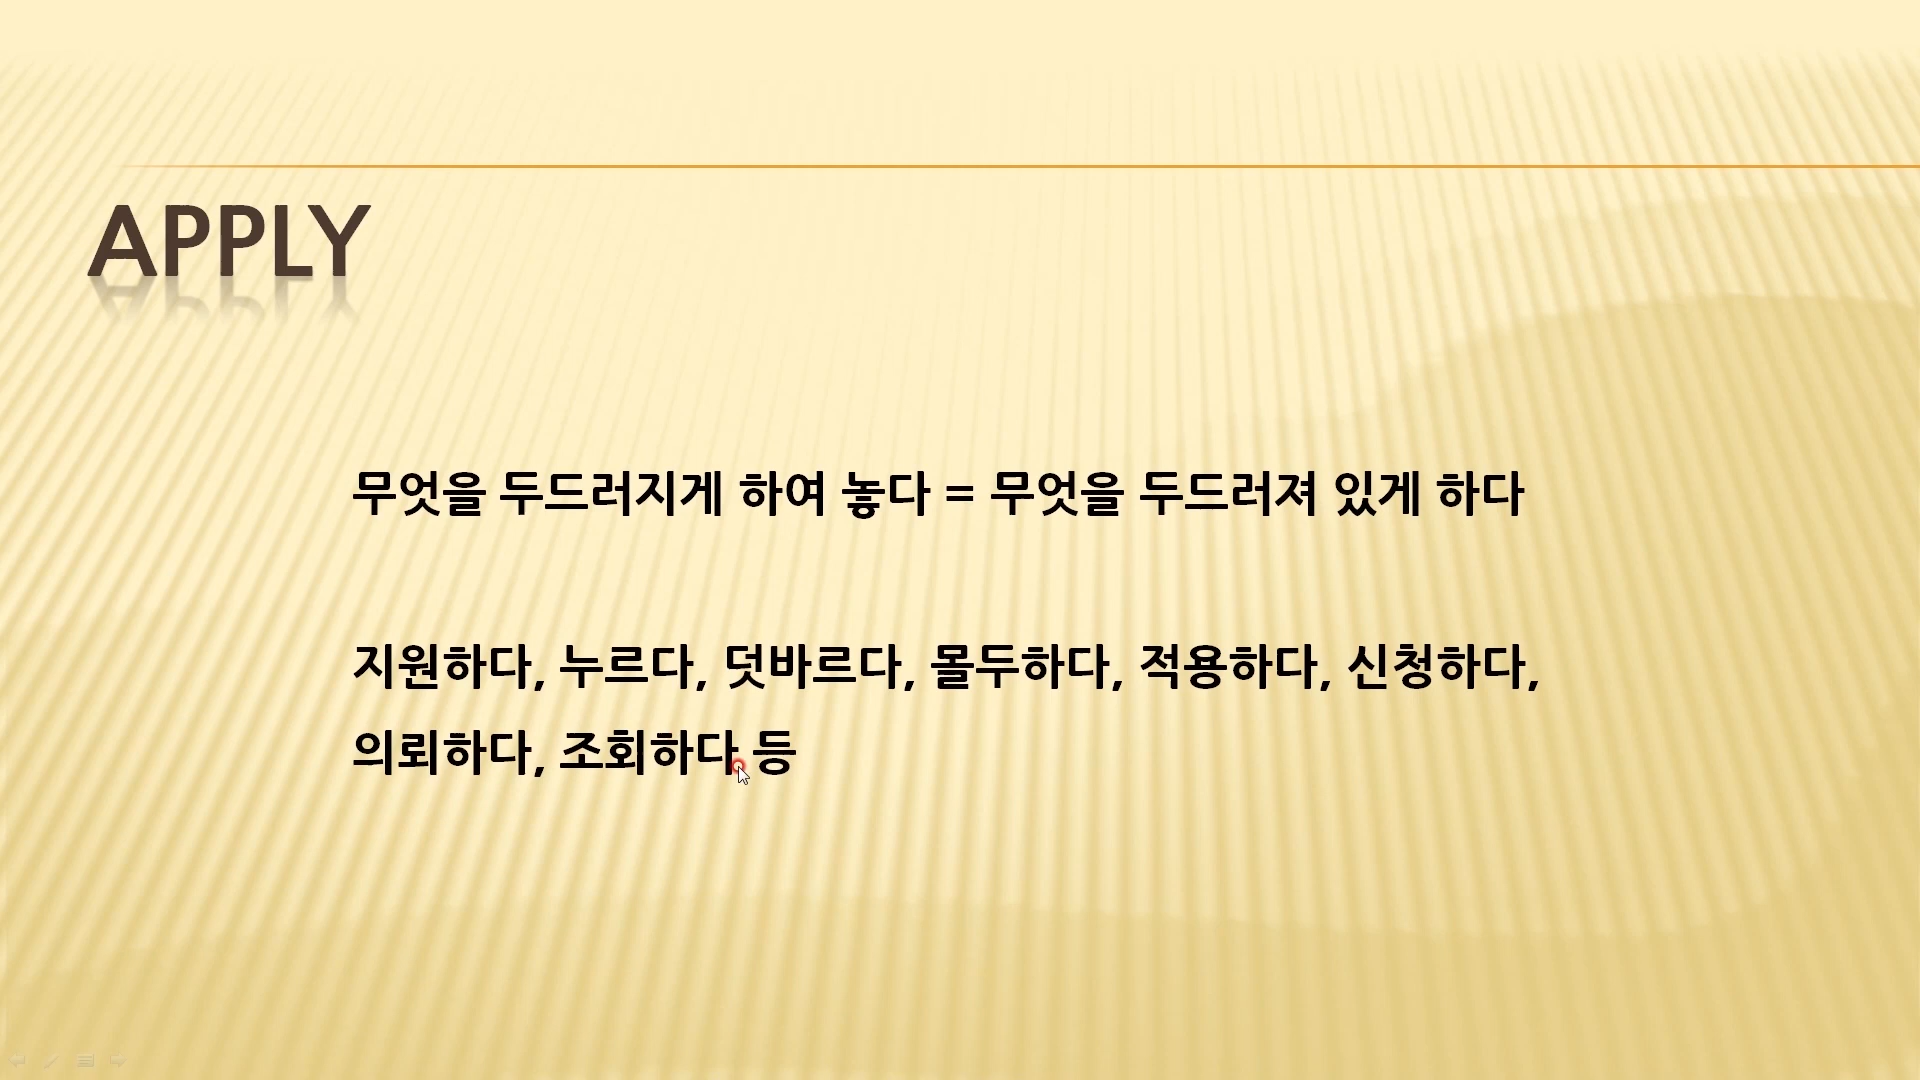 APPLY
무엇을 두드러지게 하여 놓다 = 무엇을 두드러져 있게 하다
지원하다, 누르다, 덧바르다, 몰두하다, 적용하다, 신청하다,
의뢰하다, 조회하다 등